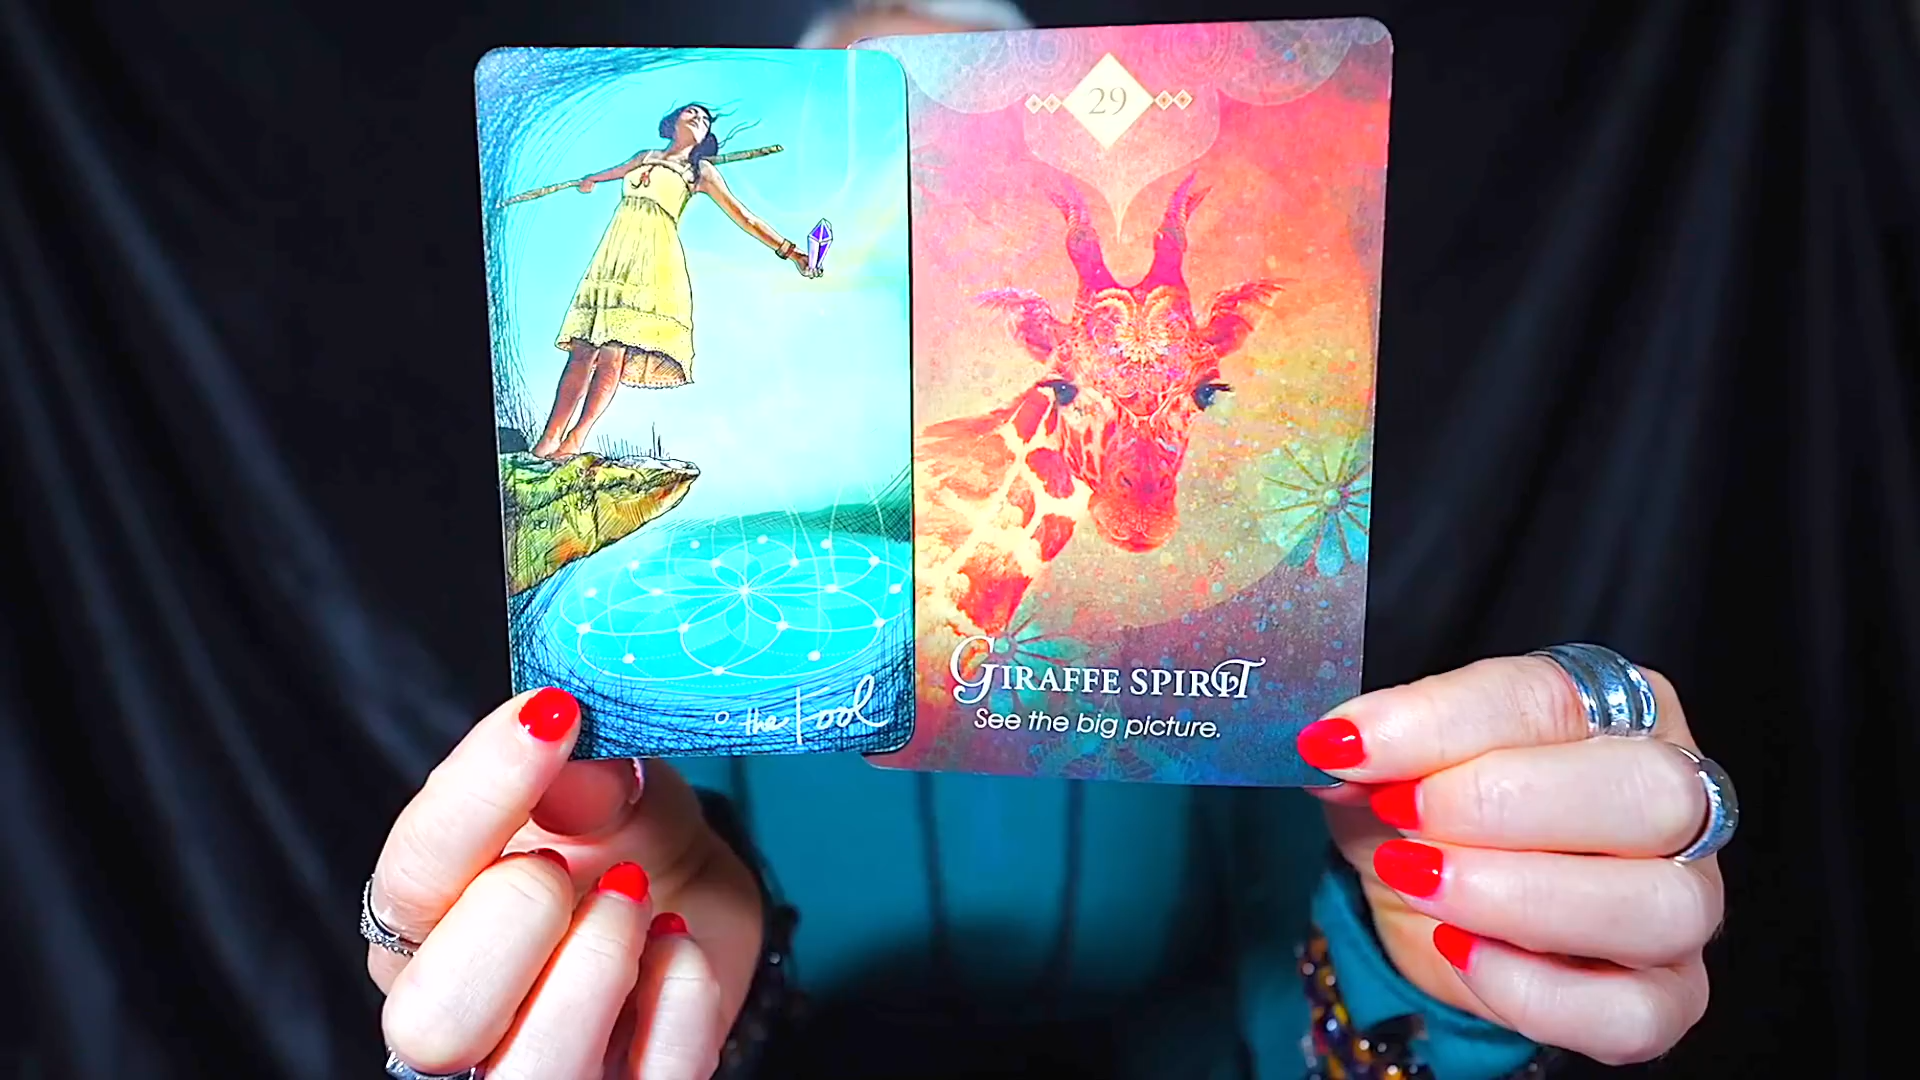 0 the Fool
29
GIRAFFE SPIRIT
See the big picture.